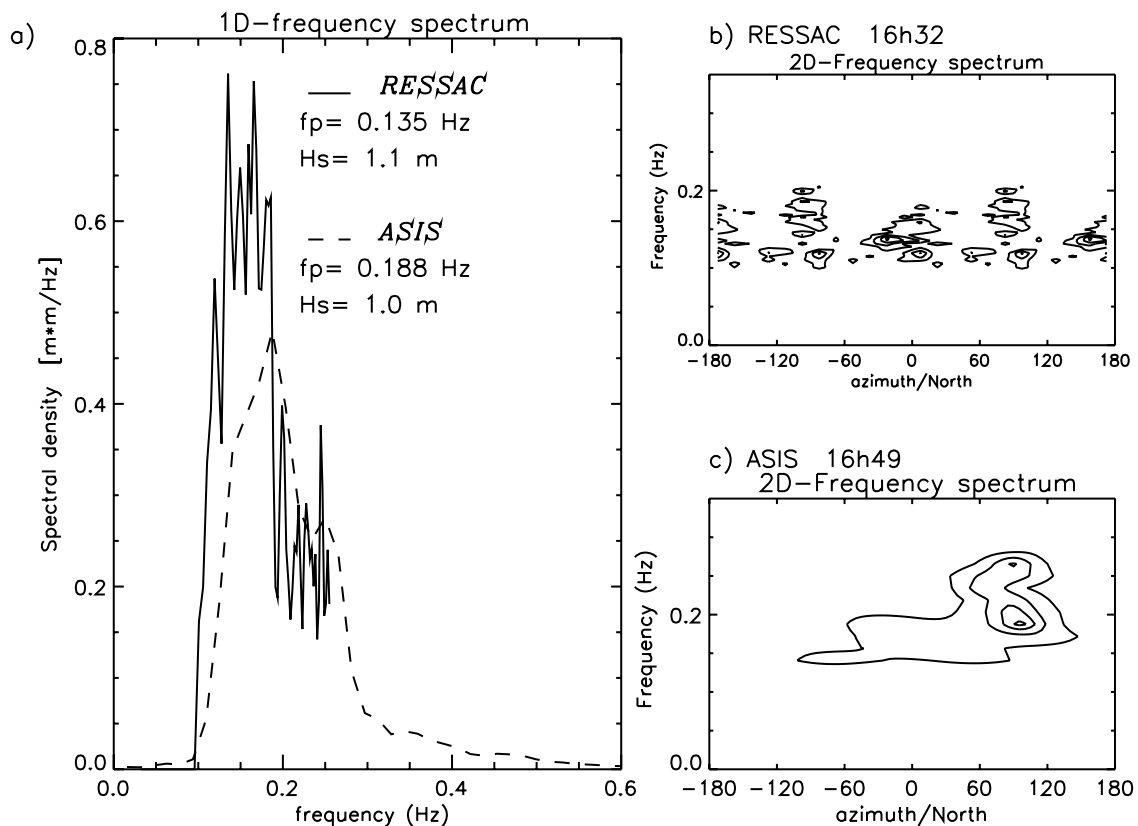 a)
1D-frequency spectrum
0.8
0.6
0.4
0.2
0.0
Spectral density [m*m/Hz]
RESSAC
fp= 0.135 Hz
Hs= 1.1 m
ASIS
fp= 0.188 Hz
Hs= 1.0 m
0.0 0.2 0.4 0.6
frequency (Hz)
b) RESSAC 16h32
2D-Frequency spectrum
0.2
0.0
Frequency (Hz)
-180 -120 -60 0 60 120 180
azimuth/North
c) ASIS 16h49
2D-Frequency spectrum
0.2
0.0
Frequency (Hz)
-180 -120 -60 0 60 120 180
azimuth/North